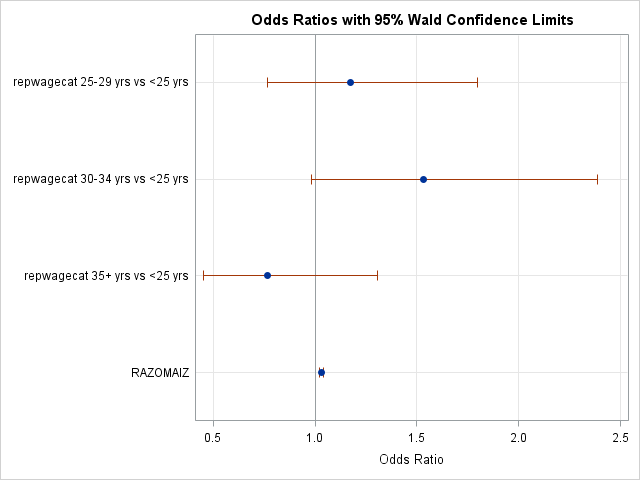 Odds Ratios with 95% Wald Confidence Limits
repwagecat 25-29 yrs vs <25 yrs
repwagecat 30-34 yrs vs <25 yrs
repwagecat 35+ yrs vs <25 yrs
RAZOMAIZ
0.5 1.0 1.5 2.0 2.5
Odds Ratio